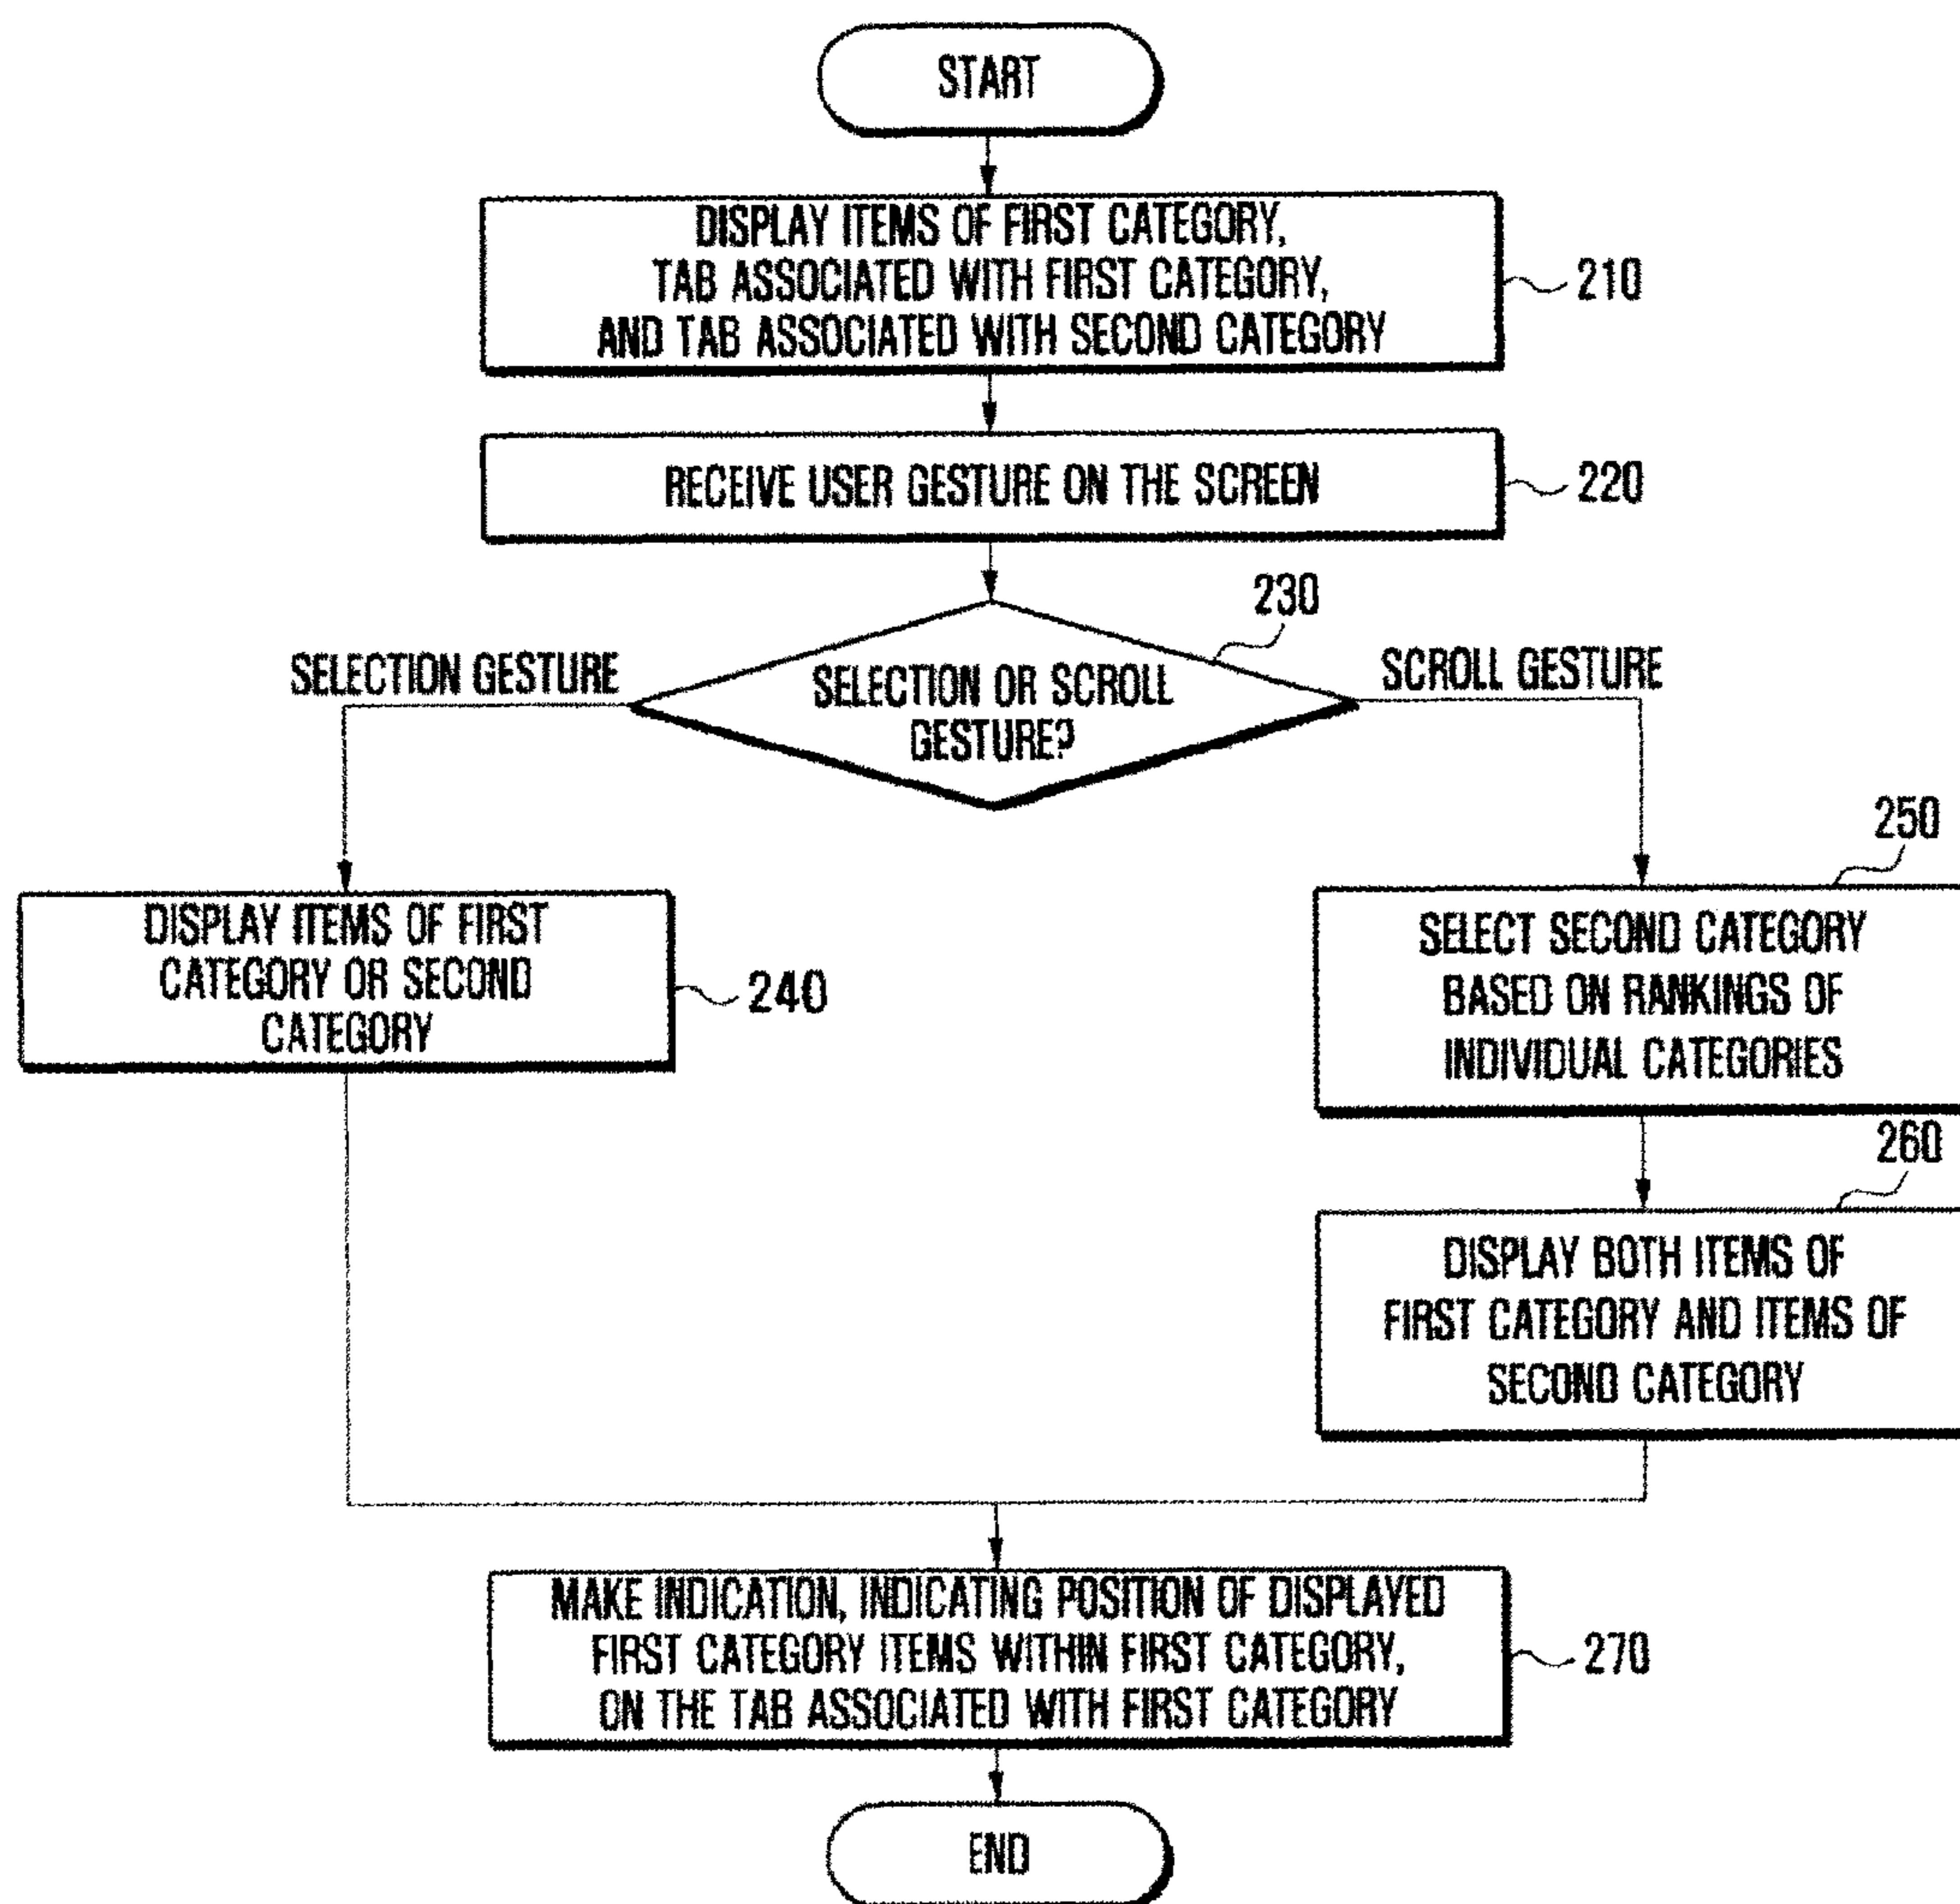 START
DISPLAY ITEMS OF FIRST CATEGORY,
TAB ASSOCIATED WITH FIRST CATEGORY,
AND TAB ASSOCIATED WITH SECOND CATEGORY
210
RECEIVE USER GESTURE ON THE SCREEN
220
230
SELECTION GESTURE
SELECTION OR SCROLL
GESTURE?
SCROLL GESTURE
DISPLAY ITEMS OF FIRST
CATEGORY OR SECOND
CATEGORY
240
250
SELECT SECOND CATEGORY
BASED ON RANKINGS OF
INDIVIDUAL CATEGORIES
260
DISPLAY BOTH ITEMS OF
FIRST CATEGORY AND ITEMS OF
SECOND CATEGORY
MAKE INDICATION, INDICATING POSITION OF DISPLAYED
FIRST CATEGORY ITEMS WITHIN FIRST CATEGORY,
ON THE TAB ASSOCIATED WITH FIRST CATEGORY
270
END